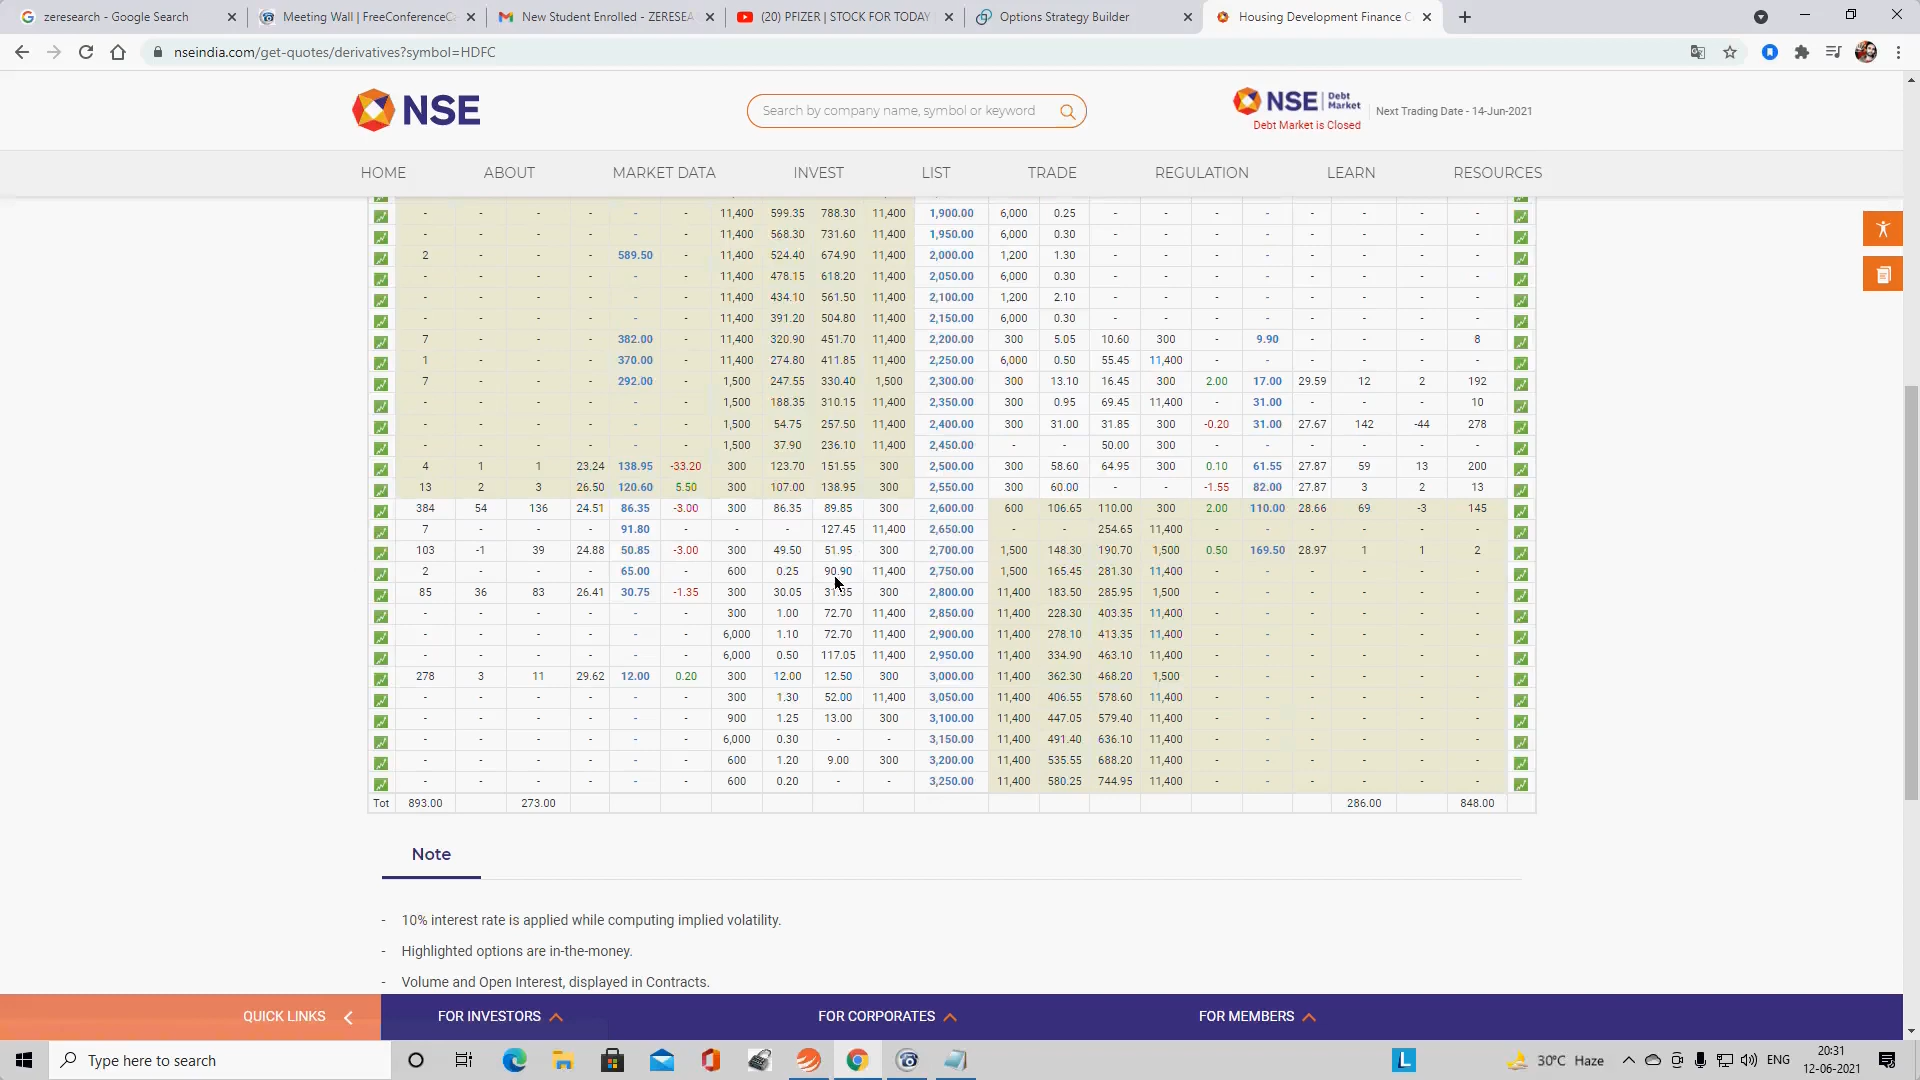 zeresearch - Google Search
Meeting Wall | FreeConferenceC
New Student Enrolled - ZERESEA
(20) PFIZER | STOCK FOR TODAY
Options Strategy Builder
Housing Development Finance C
nseindia.com/get-quotes/derivatives?symbol=HDFC
NSE
Search by company name, symbol or keyword
NSE Debt Market
Debt Market is Closed
Next Trading Date - 14-Jun-2021
HOME ABOUT MARKET DATA INVEST LIST TRADE REGULATION LEARN RESOURCES
- - - - - - 11,400 599.35 788.30 11,400 1,900.00 6,000 0.25 - - - - - - - -
- - - - - - 11,400 568.30 731.60 11,400 1,950.00 6,000 0.30 - - - - - - - -
2 - - - 589.50 - 11,400 524.40 674.90 11,400 2,000.00 1,200 1.30 - - - - - - - -
- - - - - - 11,400 478.15 618.20 11,400 2,050.00 6,000 0.30 - - - - - - - -
- - - - - - 11,400 434.10 561.50 11,400 2,100.00 1,200 2.10 - - - - - - - -
- - - - - - 11,400 391.20 504.80 11,400 2,150.00 6,000 0.30 - - - - - - - -
7 - - - 382.00 - 11,400 320.90 451.70 11,400 2,200.00 300 5.05 10.60 300 - 9.90 - - - 8
1 - - - 370.00 - 11,400 274.80 411.85 11,400 2,250.00 6,000 0.50 55.45 11,400 - - - - - -
7 - - - 292.00 - 1,500 247.55 330.40 1,500 2,300.00 300 13.10 16.45 300 2.00 17.00 29.59 12 2 192
- - - - - - 1,500 188.35 310.15 11,400 2,350.00 300 0.95 69.45 11,400 - 31.00 - - - 10
- - - - - - 1,500 54.75 257.50 11,400 2,400.00 300 31.00 31.85 300 -0.20 31.00 27.67 142 -44 278
- - - - - - 1,500 37.90 236.10 11,400 2,450.00 - - 50.00 300 - - - - - -
4 1 1 23.24 138.95 -33.20 300 123.70 151.55 300 2,500.00 300 58.60 64.95 300 0.10 61.55 27.87 59 13 200
13 2 3 26.50 120.60 5.50 300 107.00 138.95 300 2,550.00 300 60.00 - - -1.55 82.00 27.87 3 2 13
384 54 136 24.51 86.35 -3.00 300 86.35 89.85 300 2,600.00 600 106.65 110.00 300 2.00 110.00 28.66 69 -3 145
7 - - - 91.80 - - - 127.45 11,400 2,650.00 - - 254.65 11,400 - - - - - -
103 -1 39 24.88 50.85 -3.00 300 49.50 51.95 300 2,700.00 1,500 148.30 190.70 1,500 0.50 169.50 28.97 1 1 2
2 - - - 65.00 - 600 0.25 90.90 11,400 2,750.00 1,500 165.45 281.30 11,400 - - - - - -
85 36 83 26.41 30.75 -1.35 300 30.05 300 2,800.00 11,400 183.50 285.95 1,500 - - - - - -
- - - - - - 300 1.00 72.70 11,400 2,850.00 11,400 228.30 403.35 11,400 - - - - - -
- - - - - - 6,000 1.10 72.70 11,400 2,900.00 11,400 278.10 413.35 11,400 - - - - - -
- - - - - - 6,000 0.50 117.05 11,400 2,950.00 11,400 334.90 463.10 11,400 - - - - - -
278 3 11 29.62 12.00 0.20 300 12.00 12.50 300 3,000.00 11,400 362.30 468.20 1,500 - - - - - -
- - - - - - 300 1.30 52.00 11,400 3,050.00 11,400 406.55 578.60 11,400 - - - - - -
- - - - - - 900 1.25 13.00 300 3,100.00 11,400 447.05 579.40 11,400 - - - - - -
- - - - - - 6,000 0.30 - - 3,150.00 11,400 491.40 636.10 11,400 - - - - - -
- - - - - - 600 1.20 9.00 300 3,200.00 11,400 535.55 688.20 11,400 - - - - - -
- - - - - - 600 0.20 - - 3,250.00 11,400 580.25 744.95 11,400 - - - - - -
Tot 893.00 273.00 286.00 848.00
Note
- 10% interest rate is applied while computing implied volatility.
- Highlighted options are in-the-money.
- Volume and Open Interest, displayed in Contracts.
QUICK LINKS FOR INVESTORS FOR CORPORATES FOR MEMBERS
Type here to search
L
30°C Haze
ENG
20:31
12-06-2021